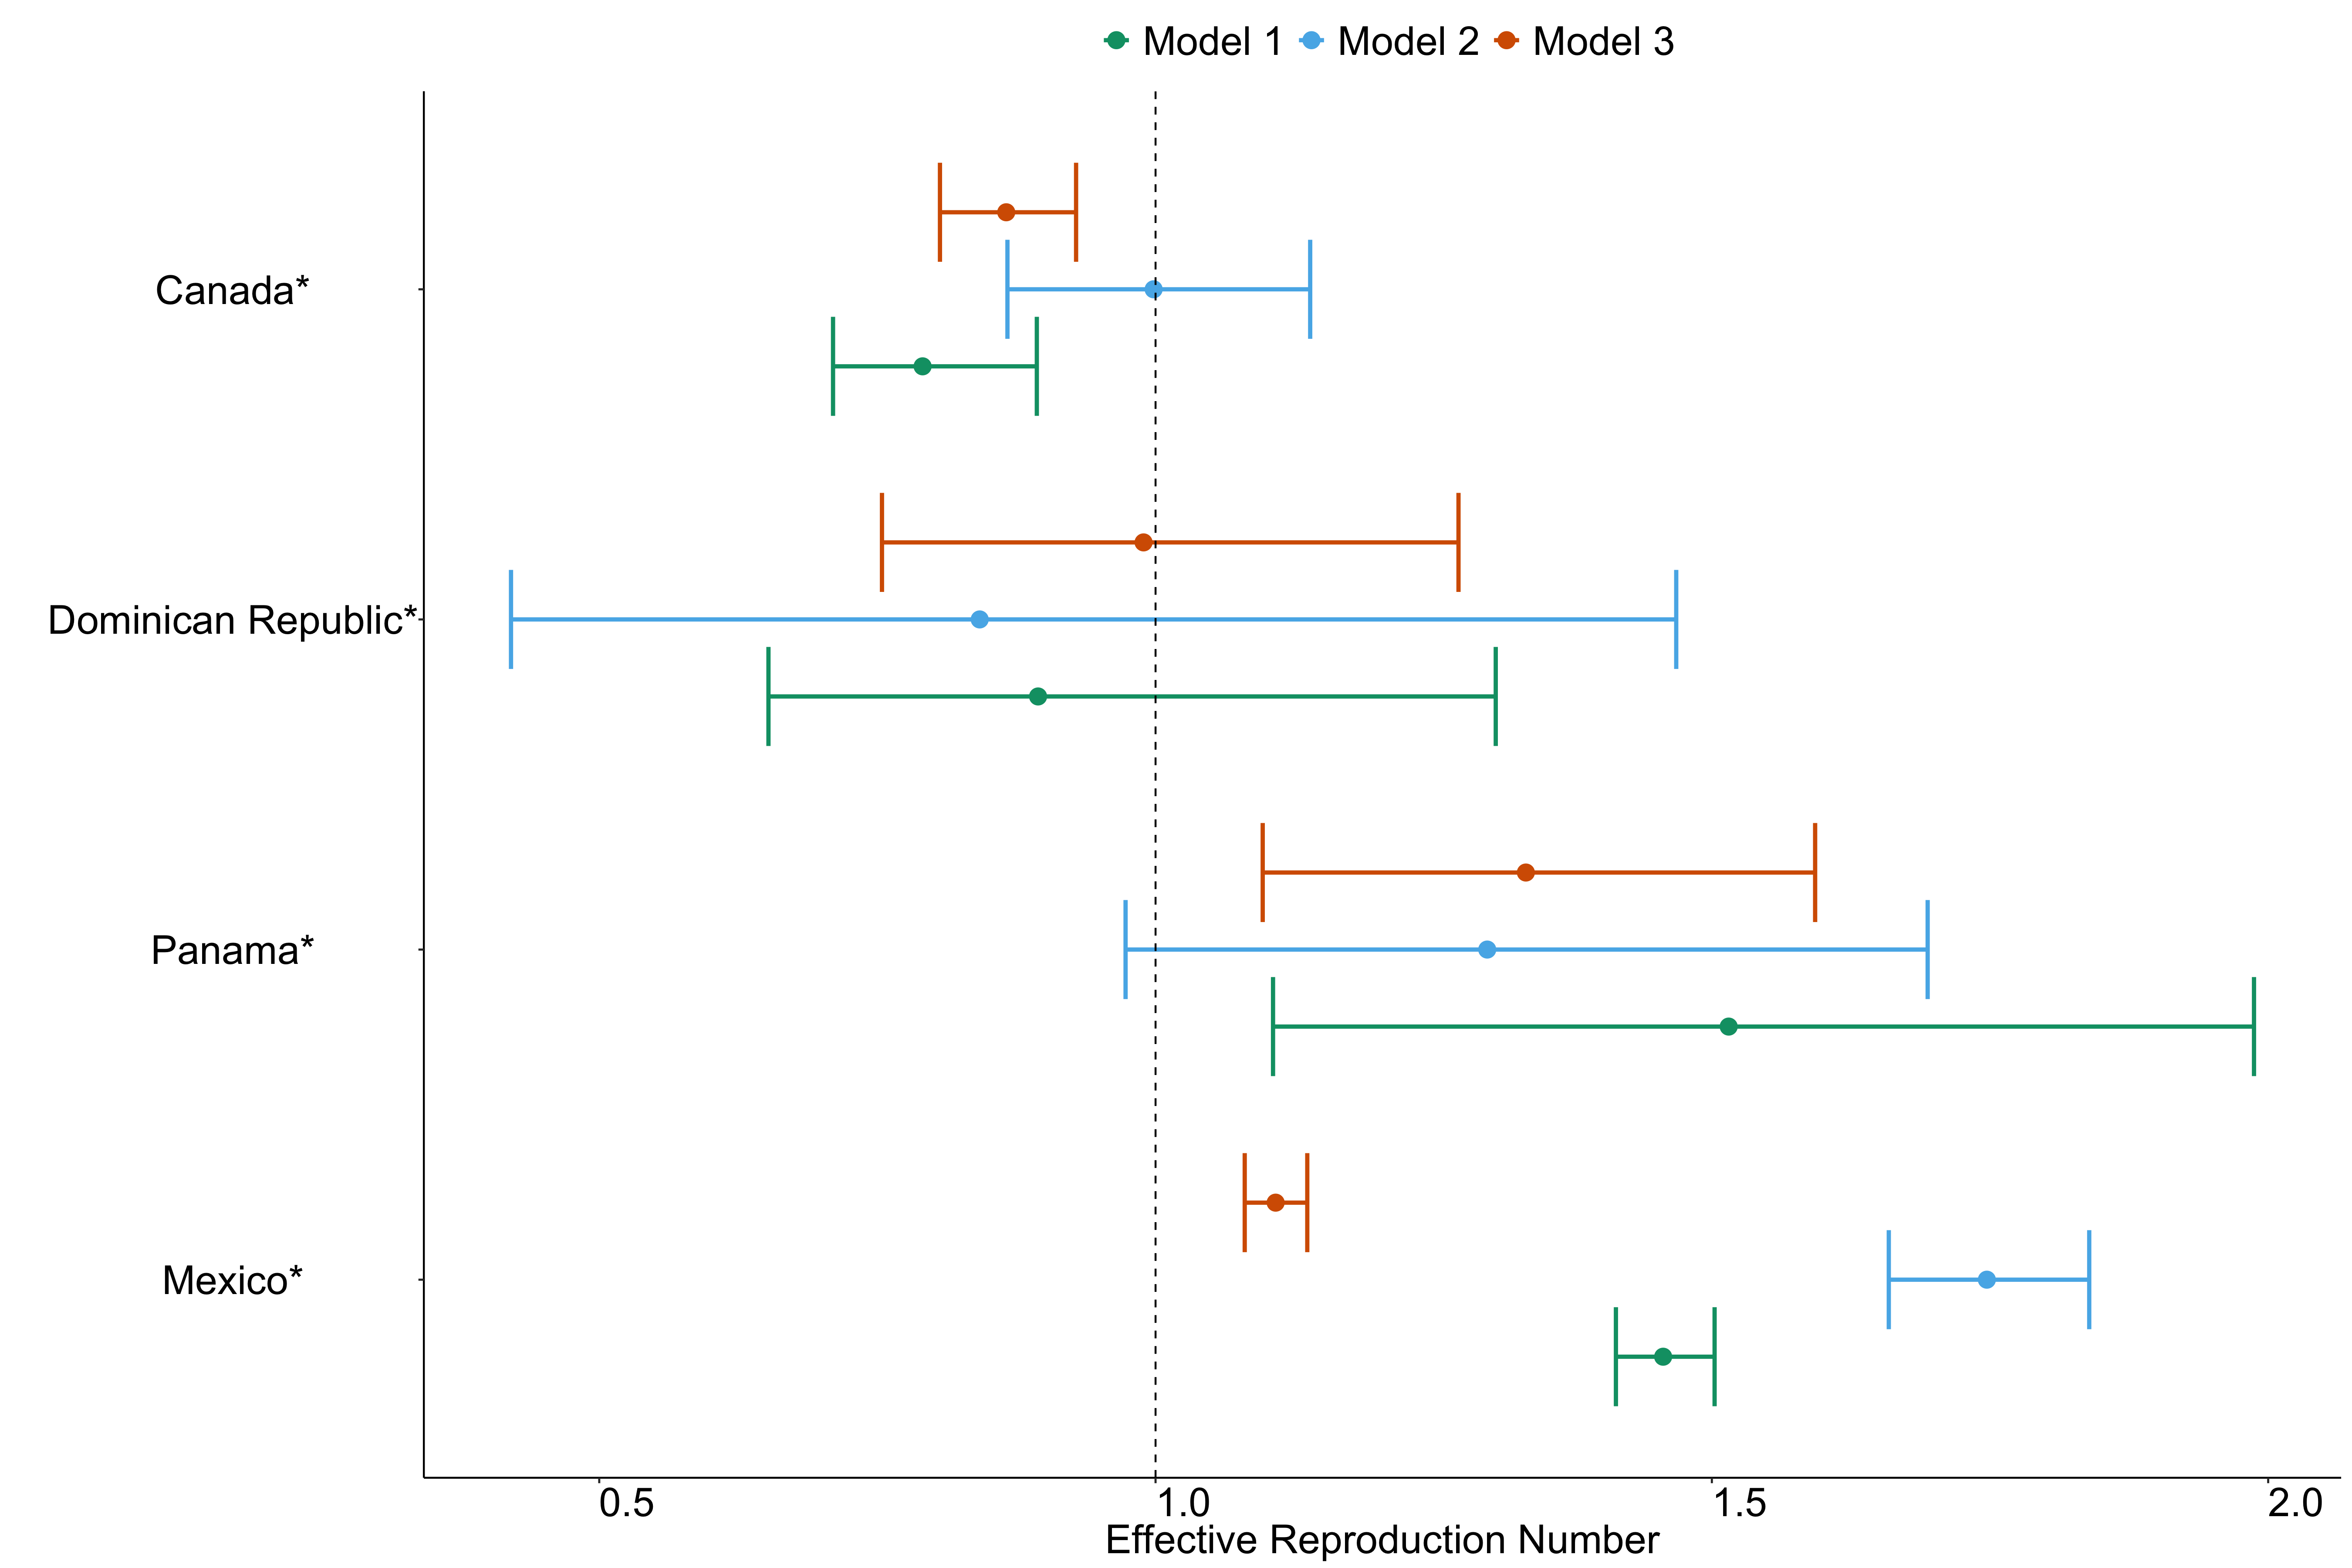 Model 1 Model 2 Model 3
Canada*
Dominican Republic*
Panama*
Mexico*
0.5 1.0 1.5 2.0
Effective Reproduction Number